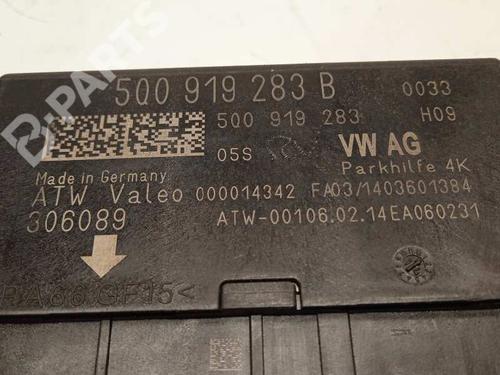 5Q0 919 283 B 0033
5Q0 919 283 H09
05S VW AG
Parkhilfe 4K
Made in Germany
ATW Valeo 000014342 FA03/1403601384
306089 ATW-00106.02.14EA060231